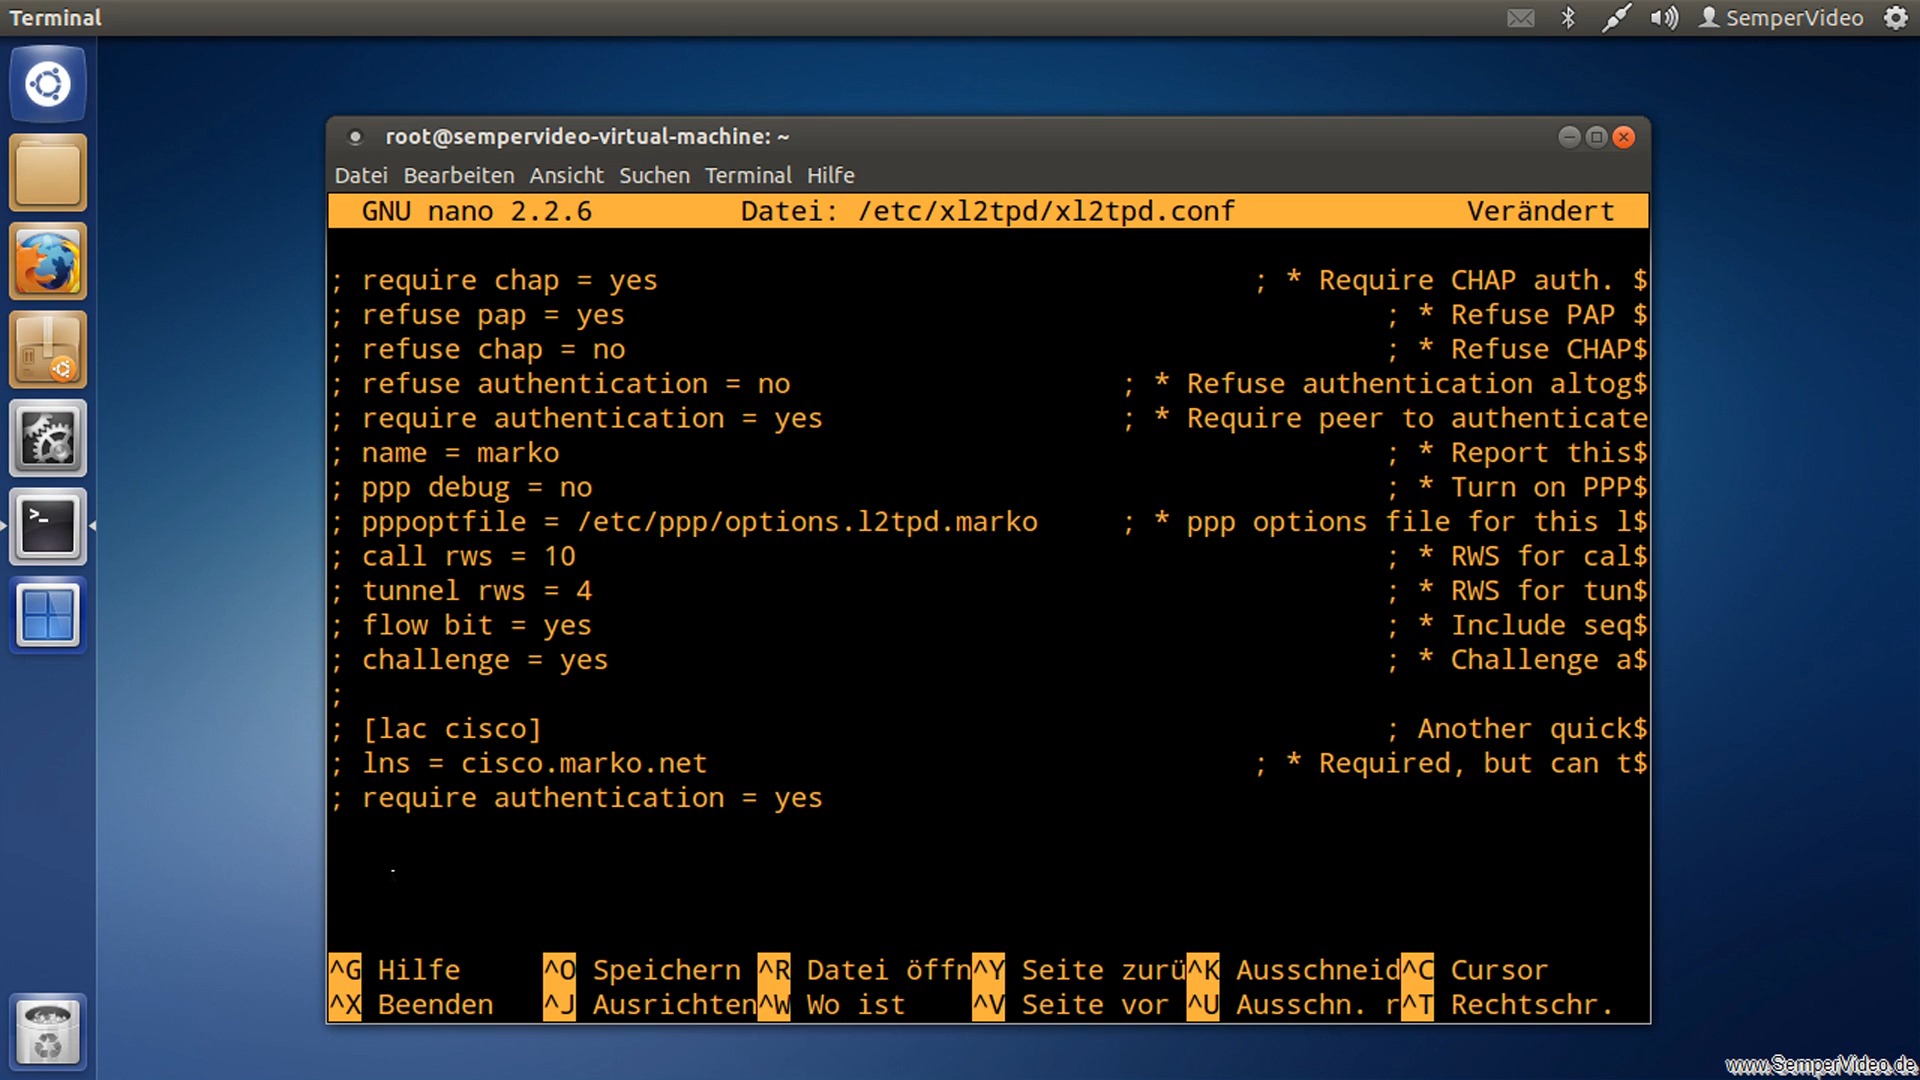 Terminal
SemperVideo
root@sempervideo-virtual-machine: ~
Datei Bearbeiten Ansicht Suchen Terminal Hilfe
GNU nano 2.2.6 Datei: /etc/xl2tpd/xl2tpd.conf Verändert
; require chap = yes ; * Require CHAP auth. $
; refuse pap = yes ; * Refuse PAP $
; refuse chap = no ; * Refuse CHAP$
; refuse authentication = no ; * Refuse authentication altog$
; require authentication = yes ; * Require peer to authenticate
; name = marko ; * Report this$
; ppp debug = no ; * Turn on PPP$
; pppoptfile = /etc/ppp/options.l2tpd.marko ; * ppp options file for this l$
; call rws = 10 ; * RWS for cal$
; tunnel rws = 4 ; * RWS for tun$
; flow bit = yes ; * Include seq$
; challenge = yes ; * Challenge a$
;
; [lac cisco] ; Another quick$
; lns = cisco.marko.net ; * Required, but can t$
; require authentication = yes
^G Hilfe ^O Speichern ^R Datei öffn^Y Seite zurü^K Ausschneid^C Cursor
^X Beenden ^J Ausrichten^W Wo ist ^V Seite vor ^U Ausschn. r^T Rechtschr.
www.SemperVideo.de